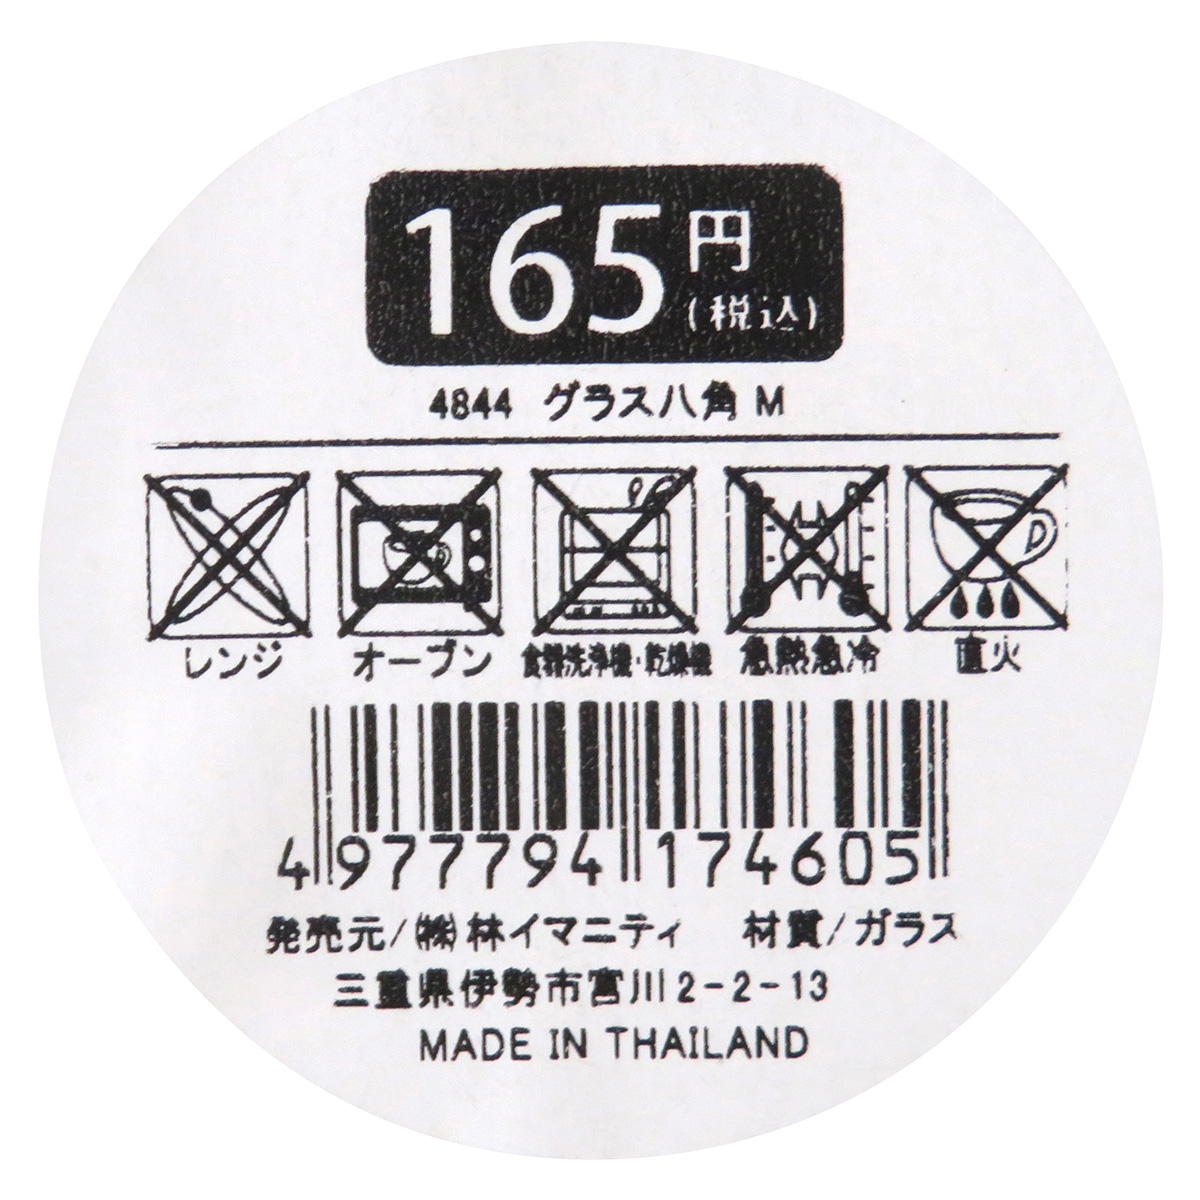 165円
(税込)
4844 グラス八角 M
レンジ オーブン 食器洗浄機・乾燥機 急熱急冷 直火
4 977794 174605
発売元/㈱林イマニティ 材質/ガラス
三重県伊勢市宮川2-2-13
MADE IN THAILAND